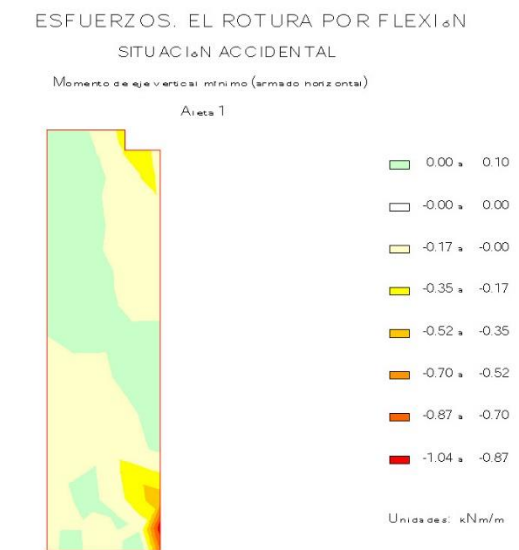 ESFUERZOS. EL ROTURA POR FLEXIóN
SITUACIóN ACCIDENTAL
Momento de eje vertical mínimo (armado horizontal)
Aleta 1
0.00 a 0.10
-0.00 a 0.00
-0.17 a -0.00
-0.35 a -0.17
-0.52 a -0.35
-0.70 a -0.52
-0.87 a -0.70
-1.04 a -0.87
Unidades: kNm/m